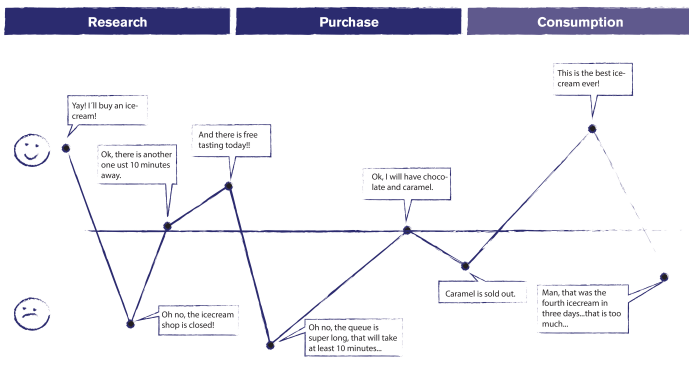 Research
Purchase
Consumption
Yay! I'll buy an ice-
cream!
Ok, there is another
one ust 10 minutes
away.
And there is free
tasting today!!
Oh no, the icecream
shop is closed!
Oh no, the queue is
super long, that will take
at least 10 minutes...
Ok, I will have choco-
late and caramel.
Caramel is sold out.
This is the best ice-
cream ever!
Man, that was the
fourth icecream in
three days...that is too
much...